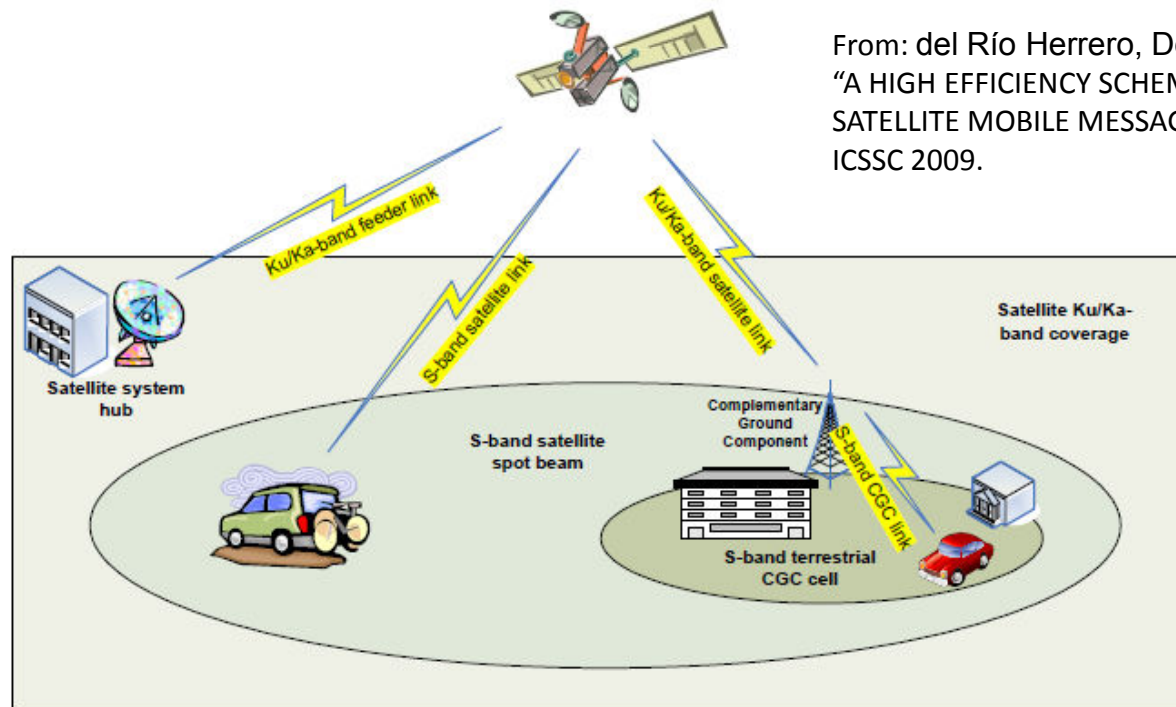 From: del Río Herrero, D
“A HIGH EFFICIENCY SCHEM
SATELLITE MOBILE MESSAG
ICSSC 2009.
Ku/Ka-band feeder link
S-band satellite link
Ku/Ka-band satellite link
Satellite Ku/Ka-
band coverage
Satellite system
hub
Complementary
Ground
Component
S-band CGC link
S-band satellite
spot beam
S-band terrestrial
CGC cell